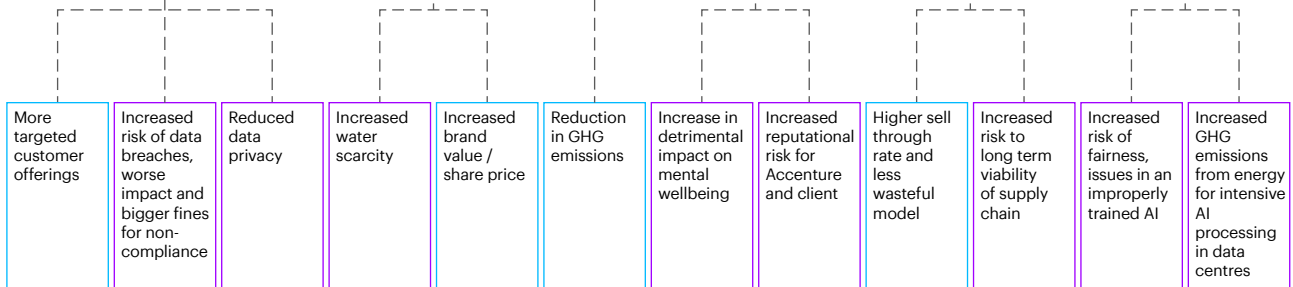 More
targeted
customer
offerings
Increased
risk of data
breaches,
worse
impact and
bigger fines
for non-
compliance
Reduced
data
privacy
Increased
water
scarcity
Increased
brand
value /
share price
Reduction
in GHG
emissions
Increase in
detrimental
impact on
mental
wellbeing
Increased
reputational
risk for
Accenture
and client
Higher sell
through
rate and
less
wasteful
model
Increased
risk to
long term
viability
of supply
chain
Increased
risk of
fairness,
issues in an
improperly
trained AI
Increased
GHG
emissions
from energy
for intensive
AI
processing
in data
centres